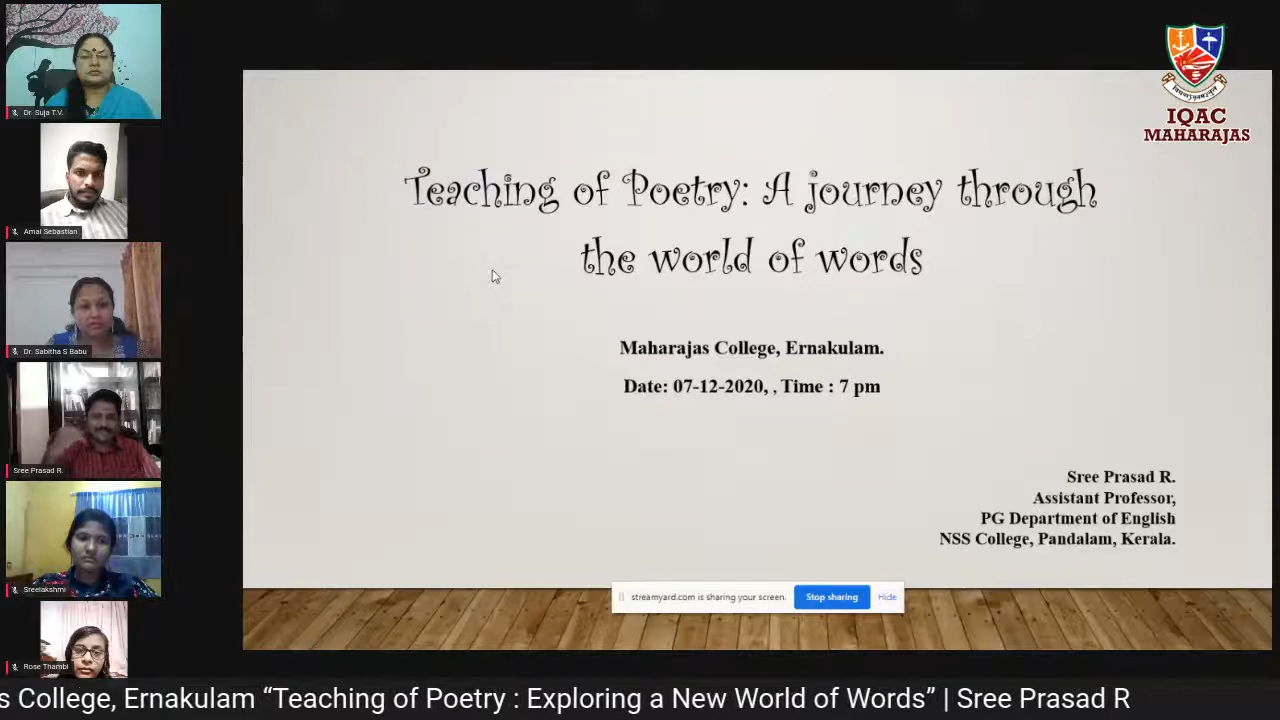 Dr. Suja T.V.
Amal Sebastian
Dr. Sabitha S Babu
Sree Prasad R.
Sreelakshmi
Rose Thambi
IQAC
MAHARAJAS
Teaching of Poetry: A journey through
the world of words
Maharajas College, Ernakulam.
Date: 07-12-2020, , Time : 7 pm
Sree Prasad R.
Assistant Professor,
PG Department of English
NSS College, Pandalam, Kerala.
streamyard.com is sharing your screen.
Stop sharing
Hide
s College, Ernakulam “Teaching of Poetry : Exploring a New World of Words” | Sree Prasad R